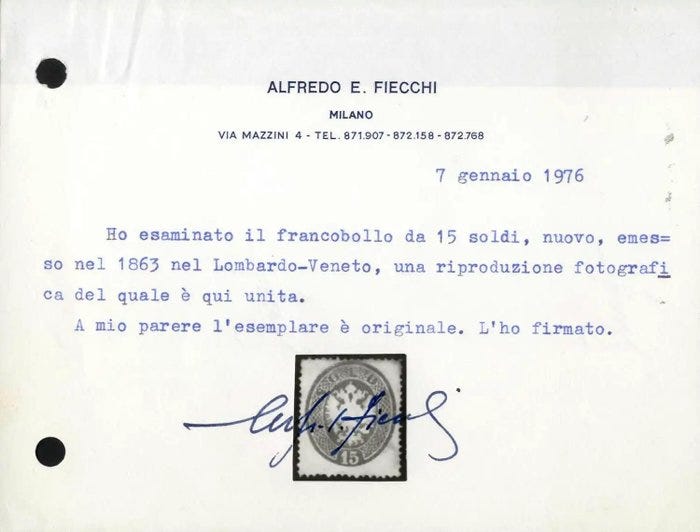 ALFREDO E. FIECCHI
MILANO
VIA MAZZINI 4 - TEL. 871.907 - 872.158 - 872.768
7 gennaio 1976
Ho esaminato il francobollo da 15 soldi, nuovo, emes=
so nel 1863 nel Lombardo-Veneto, una riproduzione fotografi
ca del quale è qui unita.
A mio parere l'esemplare è originale. L'ho firmato.
SOLDI
15